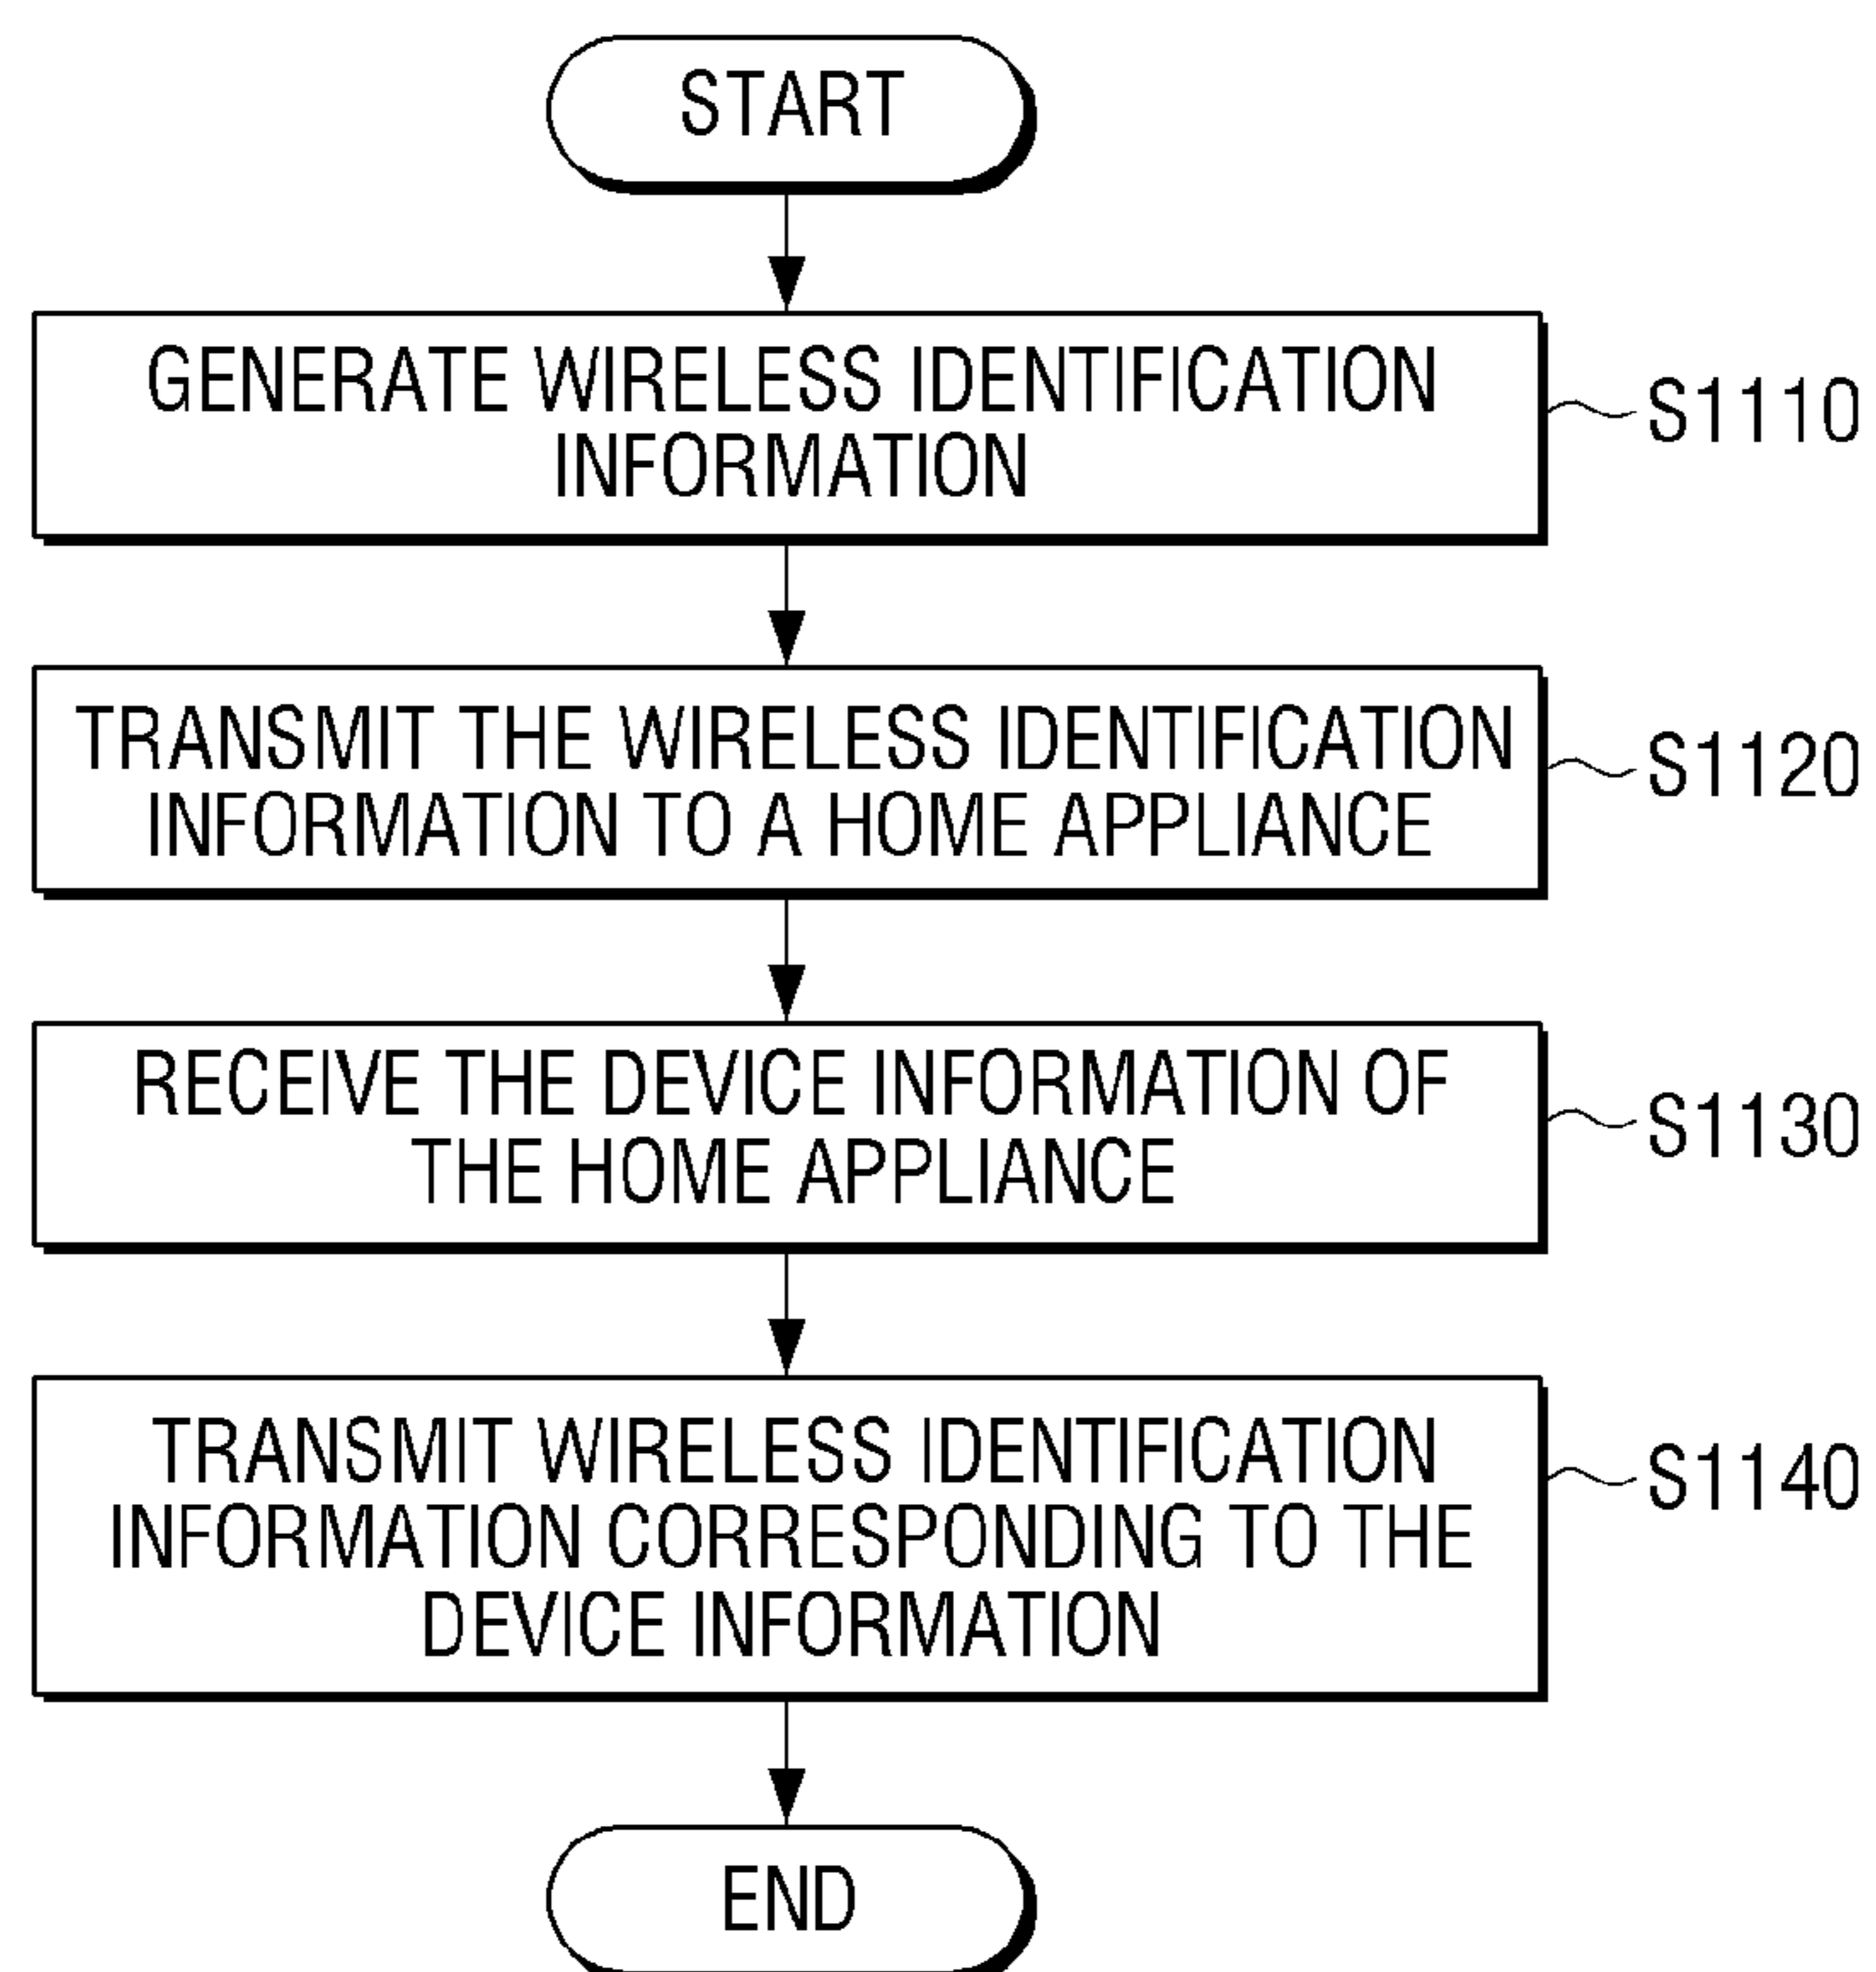 START
GENERATE WIRELESS IDENTIFICATION
INFORMATION
S1110
TRANSMIT THE WIRELESS IDENTIFICATION
INFORMATION TO A HOME APPLIANCE
S1120
RECEIVE THE DEVICE INFORMATION OF
THE HOME APPLIANCE
S1130
TRANSMIT WIRELESS IDENTIFICATION
INFORMATION CORRESPONDING TO THE
DEVICE INFORMATION
S1140
END